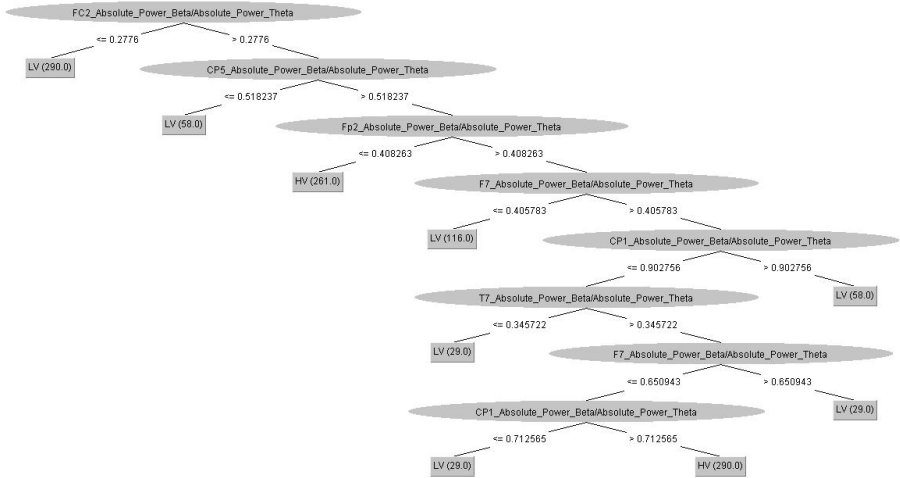 FC2_Absolute_Power_Beta/Absolute_Power_Theta
<= 0.2776
> 0.2776
LV (290.0)
CP5_Absolute_Power_Beta/Absolute_Power_Theta
<= 0.518237
> 0.518237
LV (58.0)
Fp2_Absolute_Power_Beta/Absolute_Power_Theta
<= 0.408263
> 0.408263
HV (261.0)
F7_Absolute_Power_Beta/Absolute_Power_Theta
<= 0.405783
> 0.405783
LV (116.0)
CP1_Absolute_Power_Beta/Absolute_Power_Theta
<= 0.902756
> 0.902756
T7_Absolute_Power_Beta/Absolute_Power_Theta
LV (58.0)
<= 0.345722
> 0.345722
LV (29.0)
F7_Absolute_Power_Beta/Absolute_Power_Theta
<= 0.650943
> 0.650943
CP1_Absolute_Power_Beta/Absolute_Power_Theta
LV (29.0)
<= 0.712565
> 0.712565
LV (29.0)
HV (290.0)